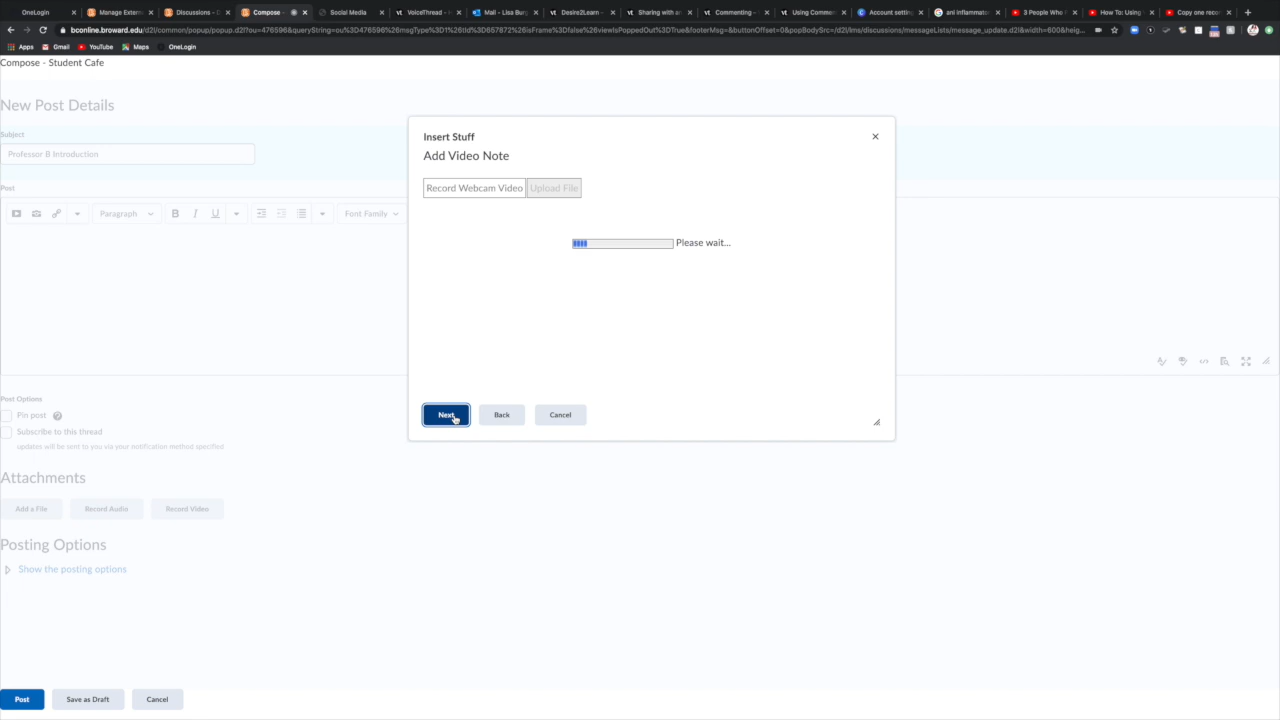 OneLogin
Manage Extern
Discussions - D
Compose -
Social Media
VoiceThread -
Mail - Lisa Bur
Desire2Learn -
Sharing with an
Commenting -
Using Commen
Account setting
ani inflammator
3 People Who
How To: Using
Copy one reco
bconline.broward.edu/d2l/common/popup/popup.d2l?ou=476596&queryString=ou%3D476596%26msgType%3D1%26tId%3D657872%26isFrame%3Dfalse%26viewIsPoppedOut%3DTrue&footerMsg=&buttonOffset=0&popBodySrc=/d2l/lms/discussions/messageLists/message_update.d2l&width=600&heig...
Apps Gmail YouTube Maps OneLogin
Compose - Student Cafe
New Post Details
Subject
Professor B Introduction
Post
Paragraph B I U Font Family
Insert Stuff
Add Video Note
Record Webcam Video Upload File
Please wait...
Next Back Cancel
Post Options
Pin post
Subscribe to this thread
updates will be sent to you via your notification method specified
Attachments
Add a File Record Audio Record Video
Posting Options
Show the posting options
Post Save as Draft Cancel